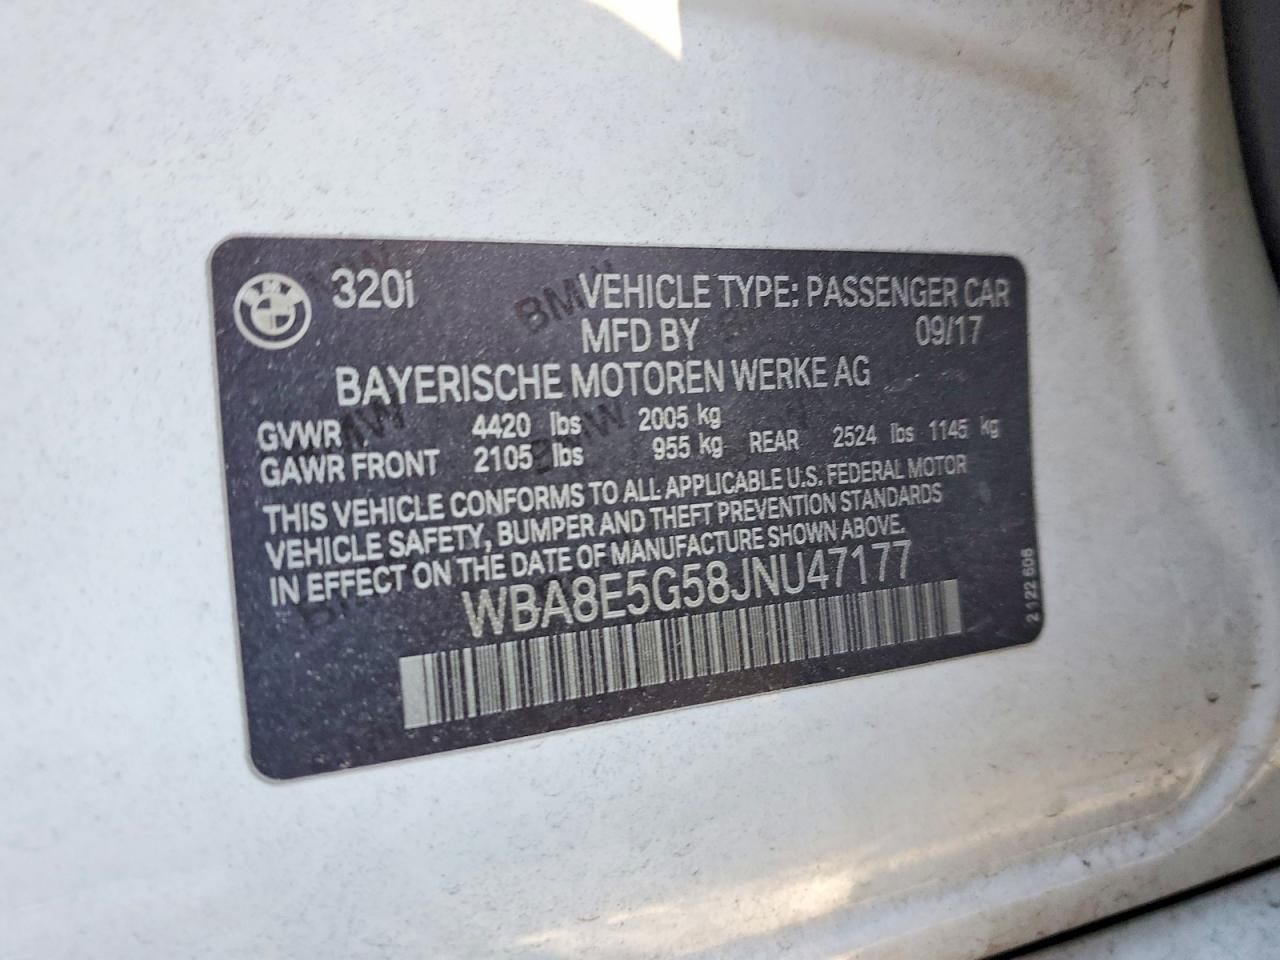 BMW 320i VEHICLE TYPE: PASSENGER CAR
MFD BY 09/17
BAYERISCHE MOTOREN WERKE AG
GVWR 4420 lbs 2005 kg
GAWR FRONT 2105 lbs 955 kg REAR 2524 lbs 1145 kg
THIS VEHICLE CONFORMS TO ALL APPLICABLE U.S. FEDERAL MOTOR
VEHICLE SAFETY, BUMPER AND THEFT PREVENTION STANDARDS
IN EFFECT ON THE DATE OF MANUFACTURE SHOWN ABOVE.
WBA8E5G58JNU47177
2 122 606